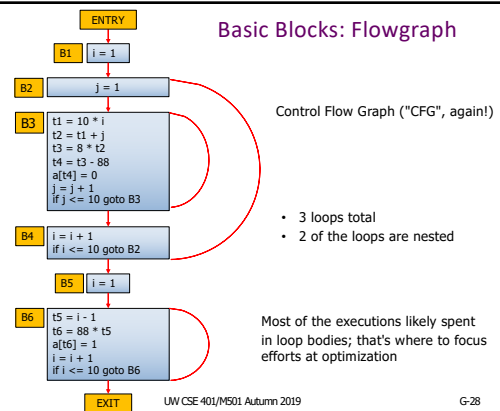 Basic Blocks: Flowgraph
ENTRY
B1
i = 1
B2
j = 1
B3
t1 = 10 * i
t2 = t1 + j
t3 = 8 * t2
t4 = t3 - 88
a[t4] = 0
j = j + 1
if j <= 10 goto B3
B4
i = i + 1
if i <= 10 goto B2
B5
i = 1
B6
t5 = i - 1
t6 = 88 * t5
a[t6] = 1
i = i + 1
if i <= 10 goto B6
EXIT
Control Flow Graph ("CFG", again!)
• 3 loops total
• 2 of the loops are nested
Most of the executions likely spent
in loop bodies; that's where to focus
efforts at optimization
UW CSE 401/M501 Autumn 2019
G-28